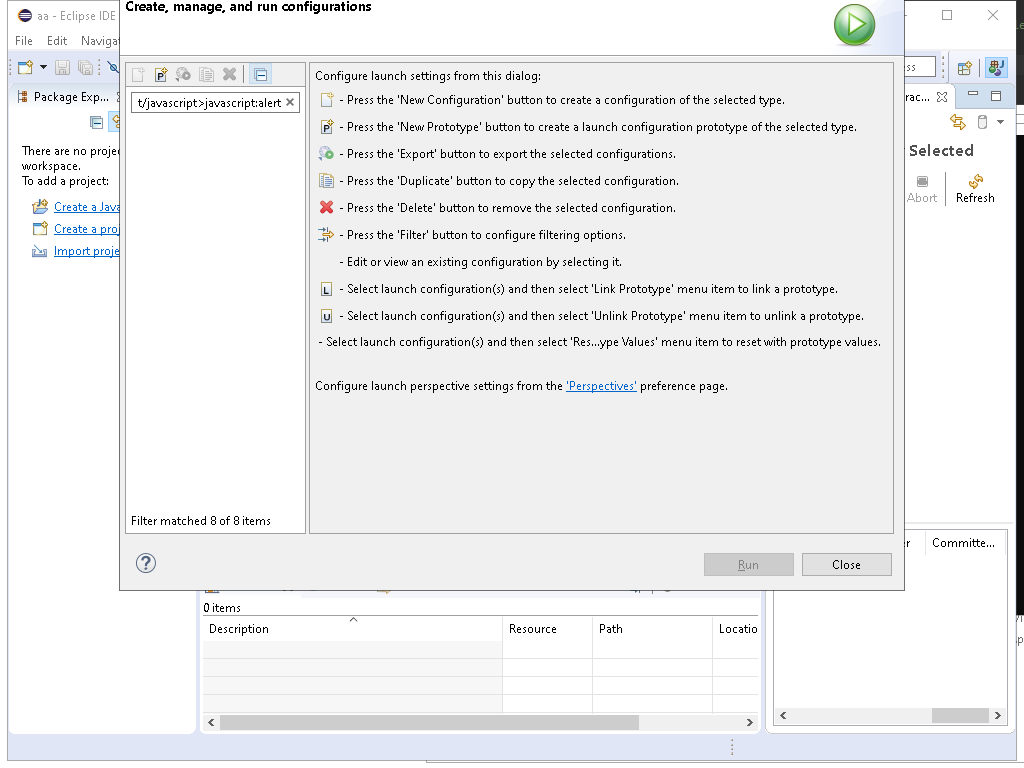 Create, manage, and run configurations
aa - Eclipse IDE
File Edit Navigat
Package Exp...
There are no projec
workspace.
To add a project:
Create a Java
Create a proj
Import proje
t/javascript>javascript:alert
Filter matched 8 of 8 items
Configure launch settings from this dialog:
- Press the 'New Configuration' button to create a configuration of the selected type.
P - Press the 'New Prototype' button to create a launch configuration prototype of the selected type.
- Press the 'Export' button to export the selected configurations.
- Press the 'Duplicate' button to copy the selected configuration.
- Press the 'Delete' button to remove the selected configuration.
- Press the 'Filter' button to configure filtering options.
- Edit or view an existing configuration by selecting it.
L - Select launch configuration(s) and then select 'Link Prototype' menu item to link a prototype.
U - Select launch configuration(s) and then select 'Unlink Prototype' menu item to unlink a prototype.
- Select launch configuration(s) and then select 'Res...ype Values' menu item to reset with prototype values.
Configure launch perspective settings from the 'Perspectives' preference page.
Run Close
ss
rac...
Selected
Abort Refresh
er Committe...
0 items
Description Resource Path Locatio